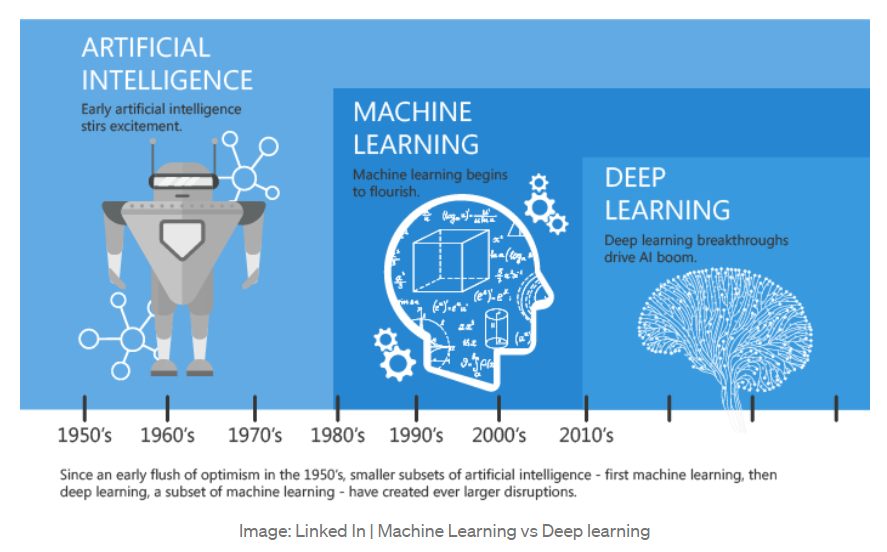 ARTIFICIAL
INTELLIGENCE
Early artificial intelligence
stirs excitement.
MACHINE
LEARNING
Machine learning begins
to flourish.
DEEP
LEARNING
Deep learning breakthroughs
drive AI boom.
1950's 1960's 1970's 1980's 1990's 2000's 2010's
Since an early flush of optimism in the 1950's, smaller subsets of artificial intelligence - first machine learning, then
deep learning, a subset of machine learning - have created ever larger disruptions.
Image: Linked In | Machine Learning vs Deep learning